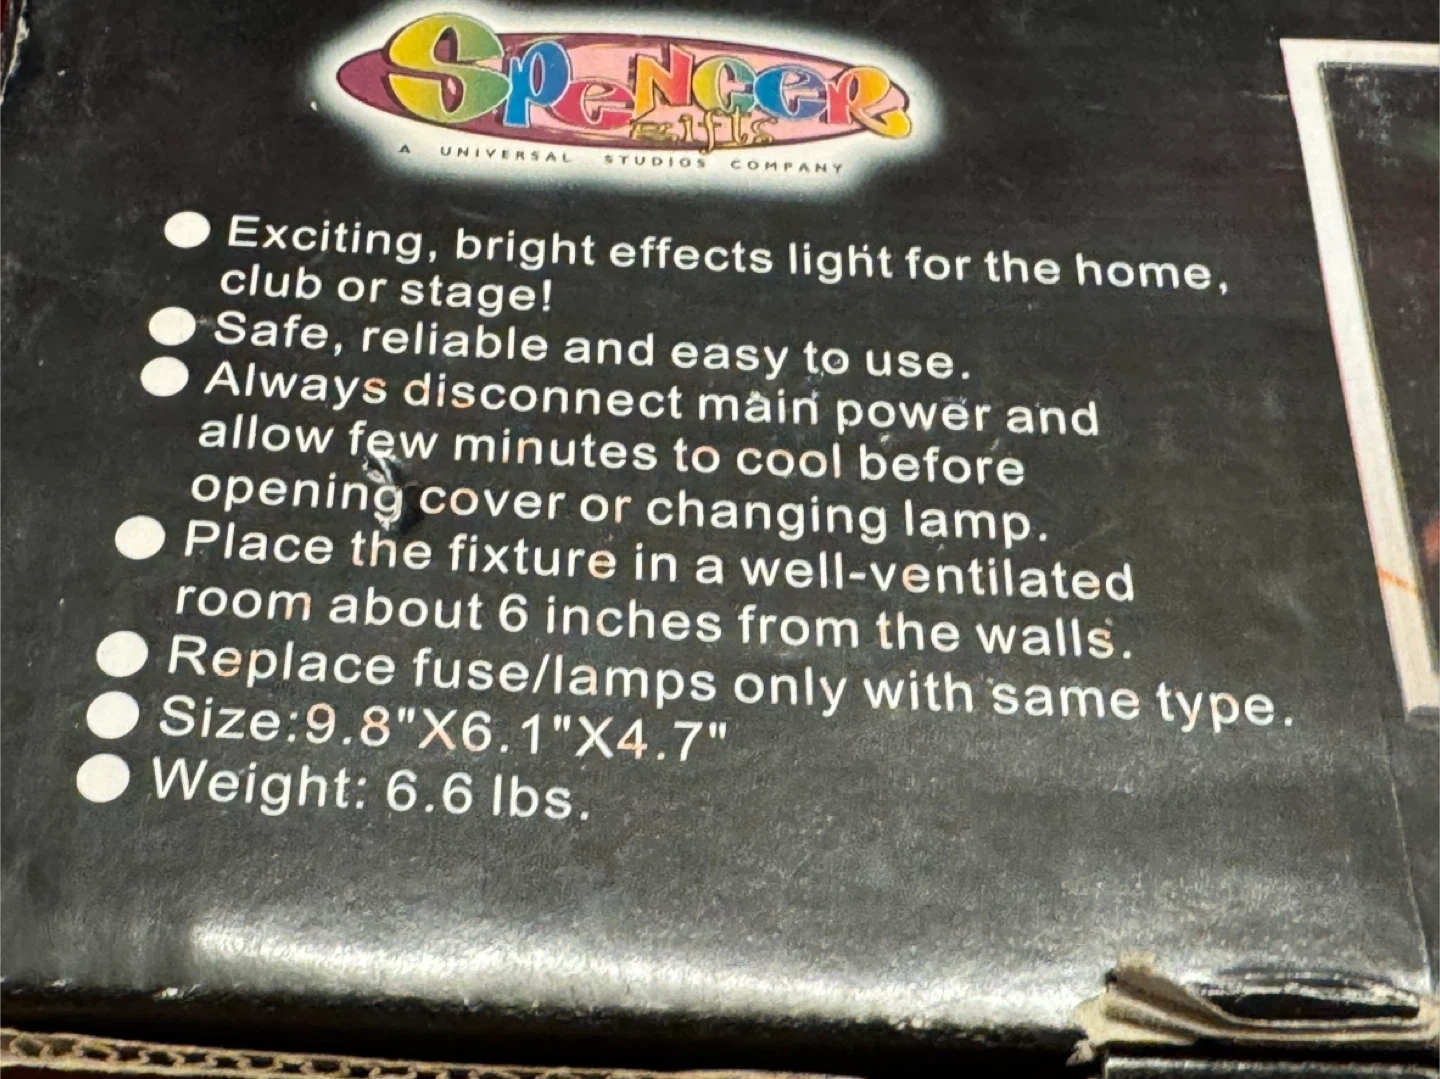 SPENCER
gifts
A UNIVERSAL STUDIOS COMPANY
● Exciting, bright effects light for the home,
club or stage!
● Safe, reliable and easy to use.
● Always disconnect main power and
allow few minutes to cool before
opening cover or changing lamp.
● Place the fixture in a well-ventilated
room about 6 inches from the walls.
● Replace fuse/lamps only with same type.
● Size:9.8"X6.1"X4.7"
● Weight: 6.6 lbs.